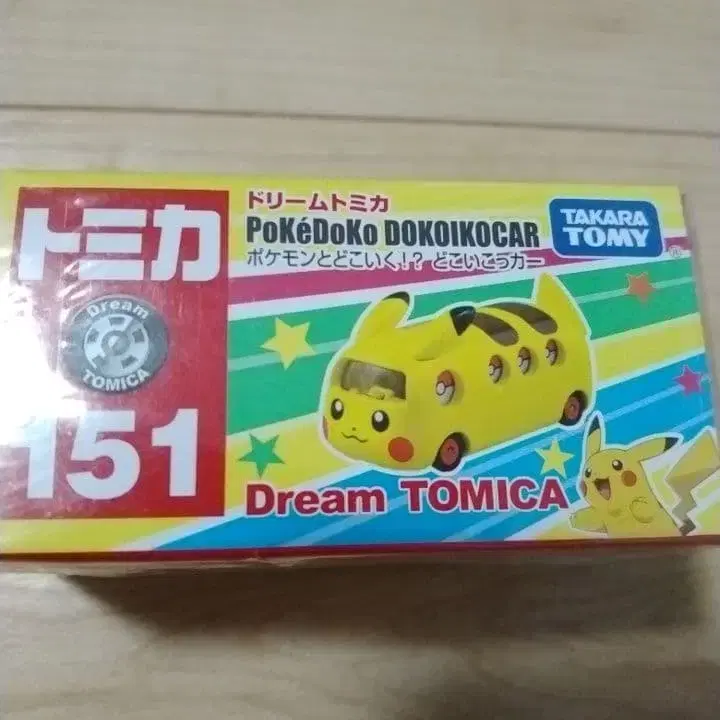 トミカ
Dream
TOMICA
151
ドリームトミカ
PoKéDoKo DOKOIKOCAR
ポケモンとどこいく!? どこいこっカー
TAKARA
TOMY
Dream TOMICA